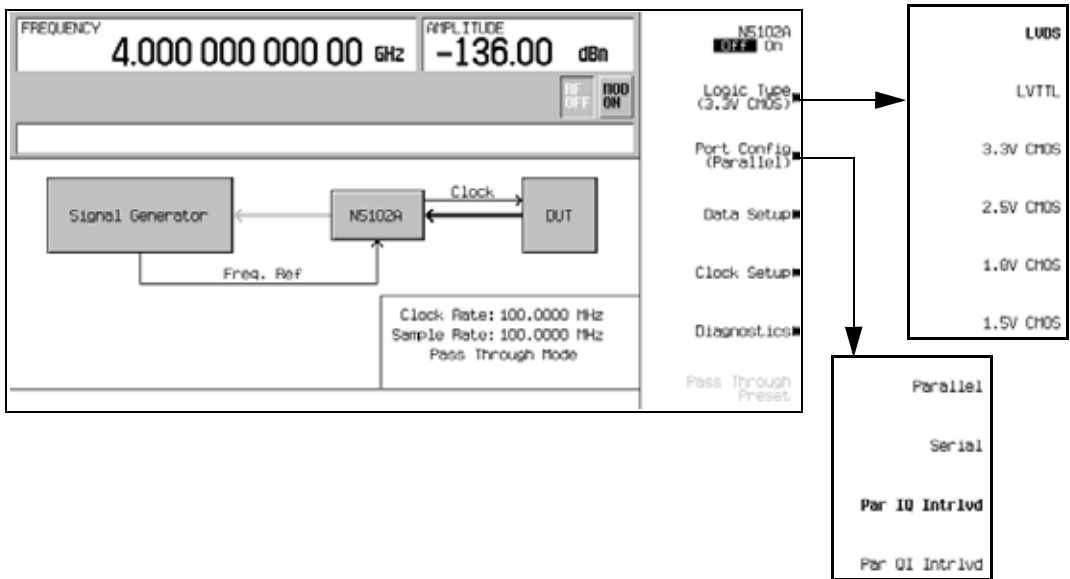 FREQUENCY
4.000 000 000 00 GHz
AMPLITUDE
-136.00 dBm
RF
OFF
MOD
ON
Signal Generator
N5102A
Clock
DUT
Freq. Ref
Clock Rate: 100.0000 MHz
Sample Rate: 100.0000 MHz
Pass Through Mode
N5102A
Off On
Logic Type
(3.3V CMOS)
Port Config
(Parallel)
Data Setup
Clock Setup
Diagnostics
Pass Through
Preset
LVDS
LVTTL
3.3V CMOS
2.5V CMOS
1.8V CMOS
1.5V CMOS
Parallel
Serial
Par IQ Intrlvd
Par QI Intrlvd